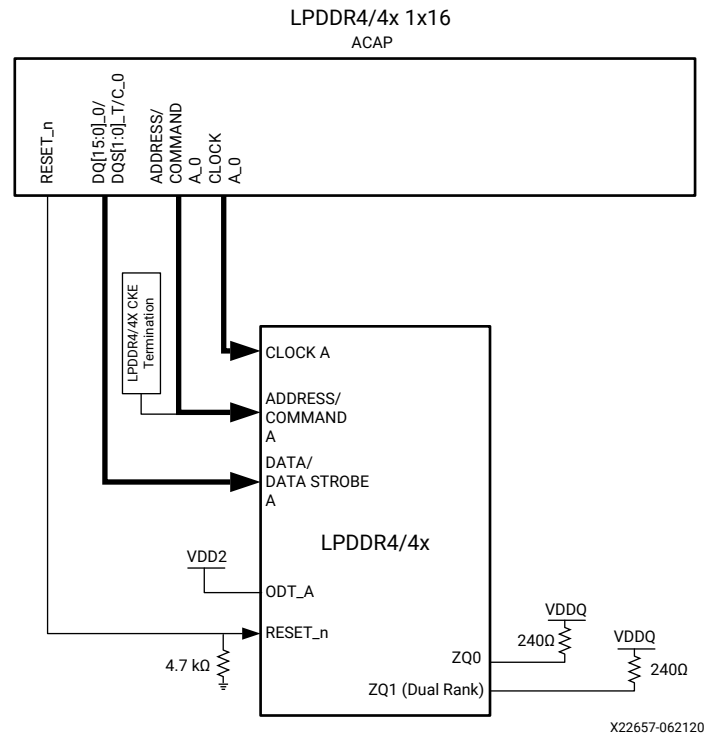 LPDDR4/4x 1x16
ACAP
RESET_n
DQ[15:0]_0/
DQS[1:0]_T/C_0
ADDRESS/
COMMAND
A_0
CLOCK
A_0
LPDDR4/4X CKE
Termination
CLOCK A
ADDRESS/
COMMAND
A
DATA/
DATA STROBE
A
LPDDR4/4x
VDD2
ODT_A
RESET_n
4.7 kΩ
VDDQ
240Ω
ZQ0
VDDQ
240Ω
ZQ1 (Dual Rank)
X22657-062120